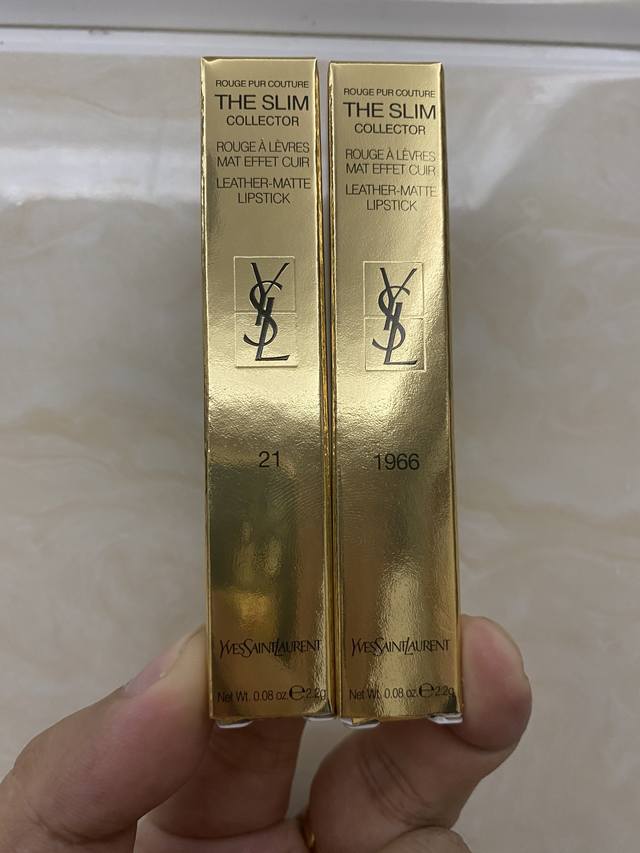 ROUGE PUR COUTURE
THE SLIM
COLLECTOR
ROUGE À LÈVRES
MAT EFFET CUIR
LEATHER-MATTE
LIPSTICK
YSL
21
YVESSAINTLAURENT
Net Wt. 0.08 oz. ℮ 2.2g
ROUGE PUR COUTURE
THE SLIM
COLLECTOR
ROUGE À LÈVRES
MAT EFFET CUIR
LEATHER-MATTE
LIPSTICK
YSL
1966
YVESSAINTLAURENT
Net Wt. 0.08 oz. ℮ 2.2g